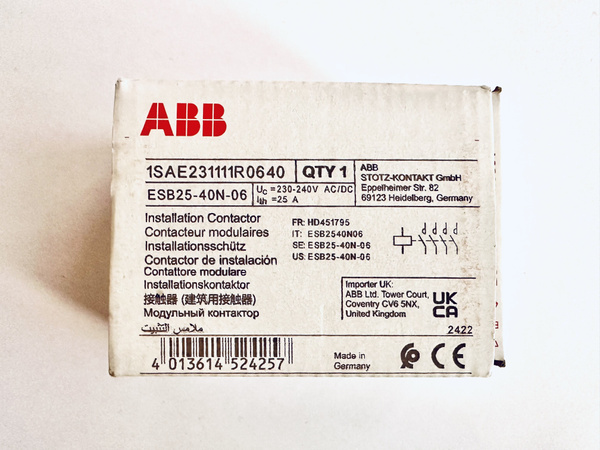 ABB
1SAE231111R0640
QTY 1
ABB
STOTZ-KONTAKT GmbH
Eppelheimer Str. 82
69123 Heidelberg, Germany
ESB25-40N-06
Uc =230-240V AC/DC
Ith =25 A
Installation Contactor
Contacteur modulaires
Installationsschütz
Contactor de instalación
Contattore modulare
Installationskontaktor
接触器 (建筑用接触器)
Модульный контактор
ملامس التثبيت
FR: HD451795
IT: ESB2540N06
SE: ESB25-40N-06
US: ESB25-40N-06
Importer UK:
ABB Ltd. Tower Court,
Coventry CV6 5NX,
United Kingdom
UK
CA
2422
4 013614 524257
Made in
Germany
CE